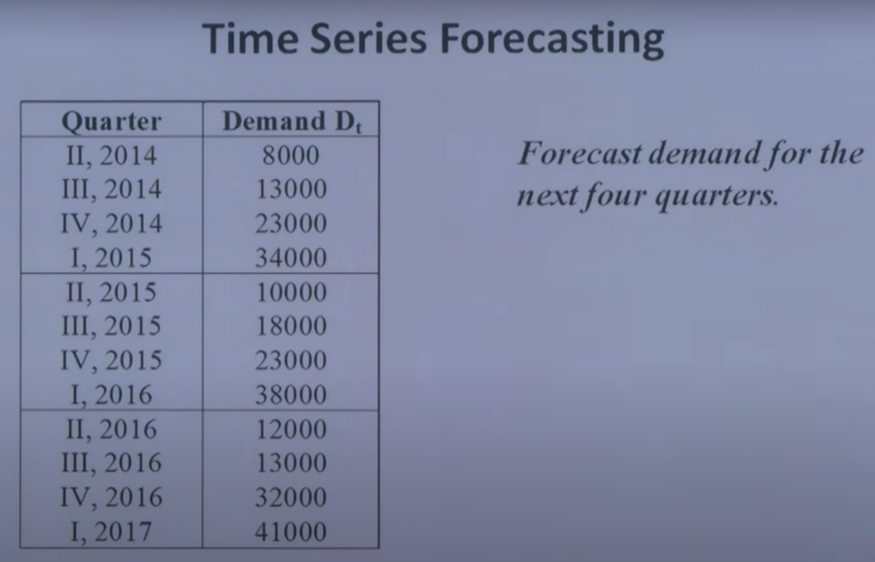 Time Series Forecasting
Quarter Demand Dt
II, 2014 8000
III, 2014 13000
IV, 2014 23000
I, 2015 34000
II, 2015 10000
III, 2015 18000
IV, 2015 23000
I, 2016 38000
II, 2016 12000
III, 2016 13000
IV, 2016 32000
I, 2017 41000
Forecast demand for the
next four quarters.